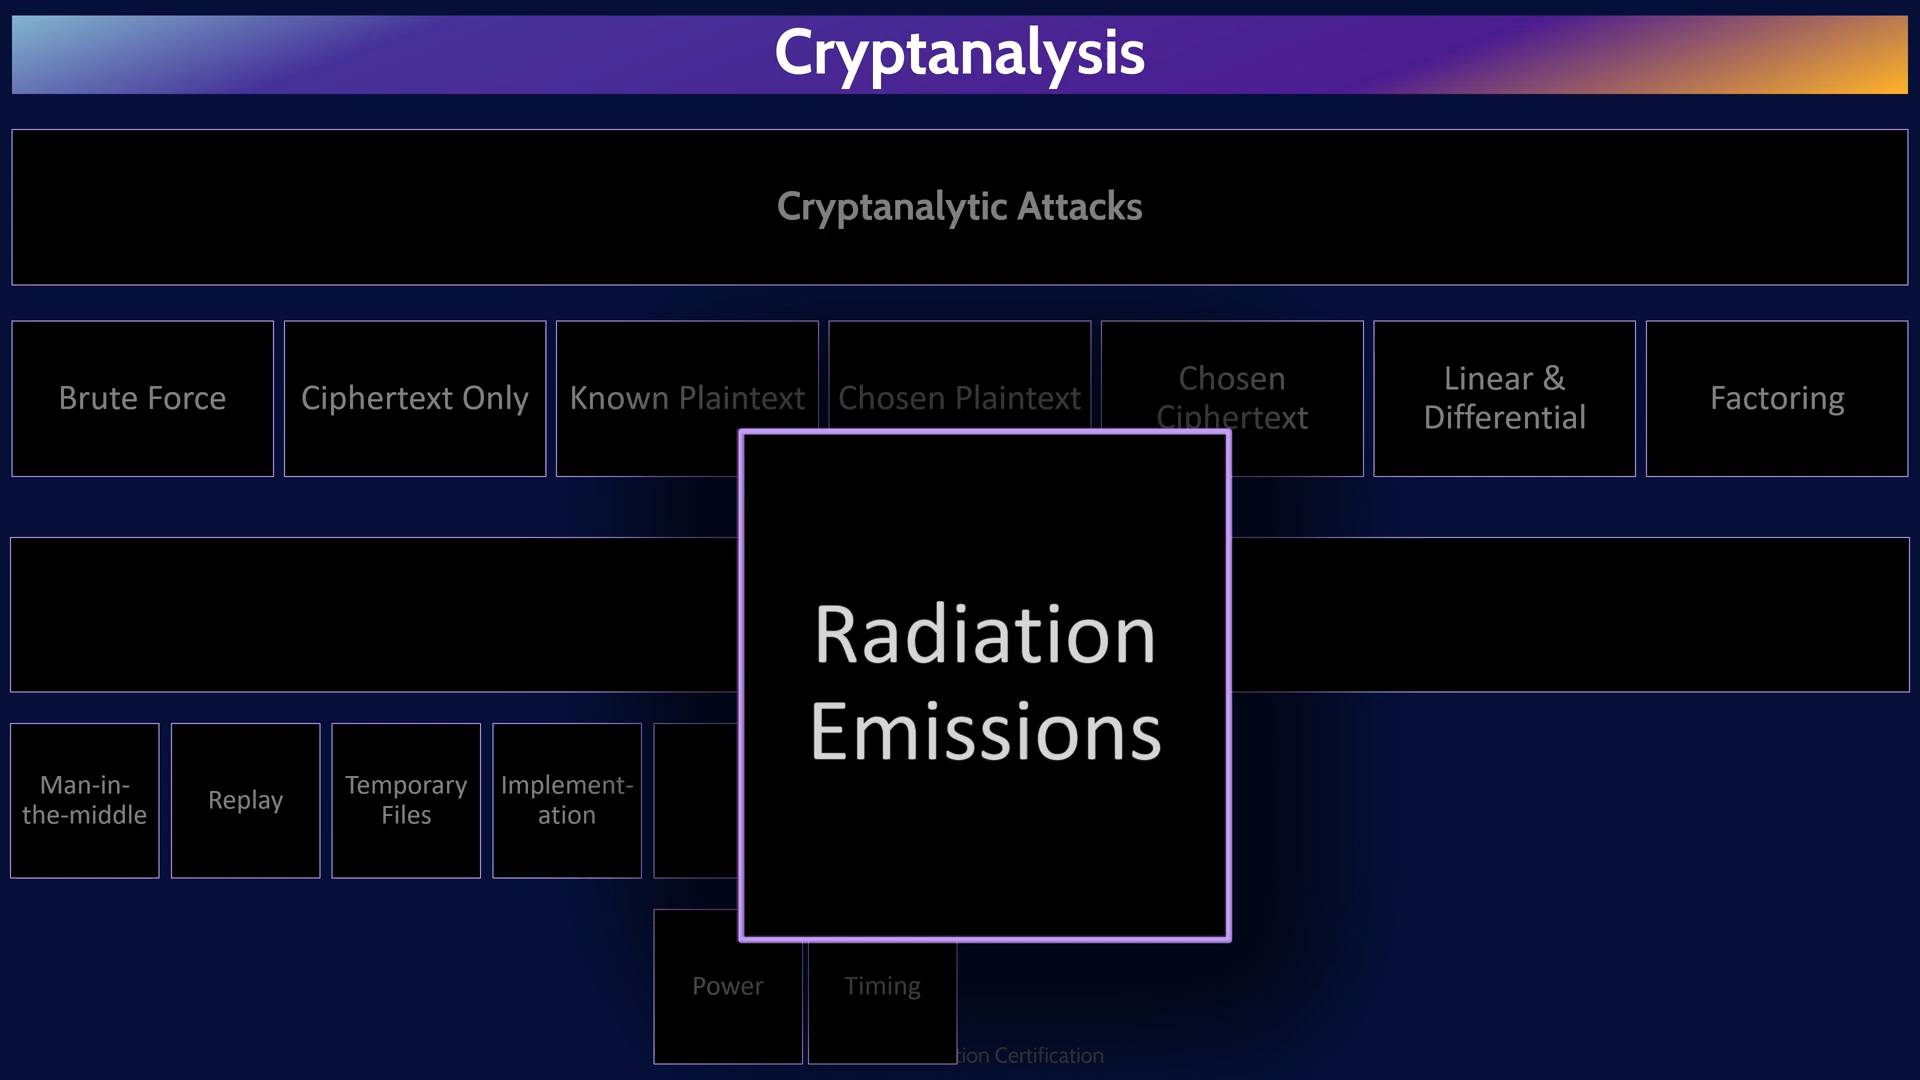 Cryptanalysis
Cryptanalytic Attacks
Brute Force
Ciphertext Only
Known Plaintext
Chosen Plaintext
Chosen
Ciphertext
Linear &
Differential
Factoring
Radiation
Emissions
Man-in-
the-middle
Replay
Temporary
Files
Implement-
ation
Power
Timing
Certification